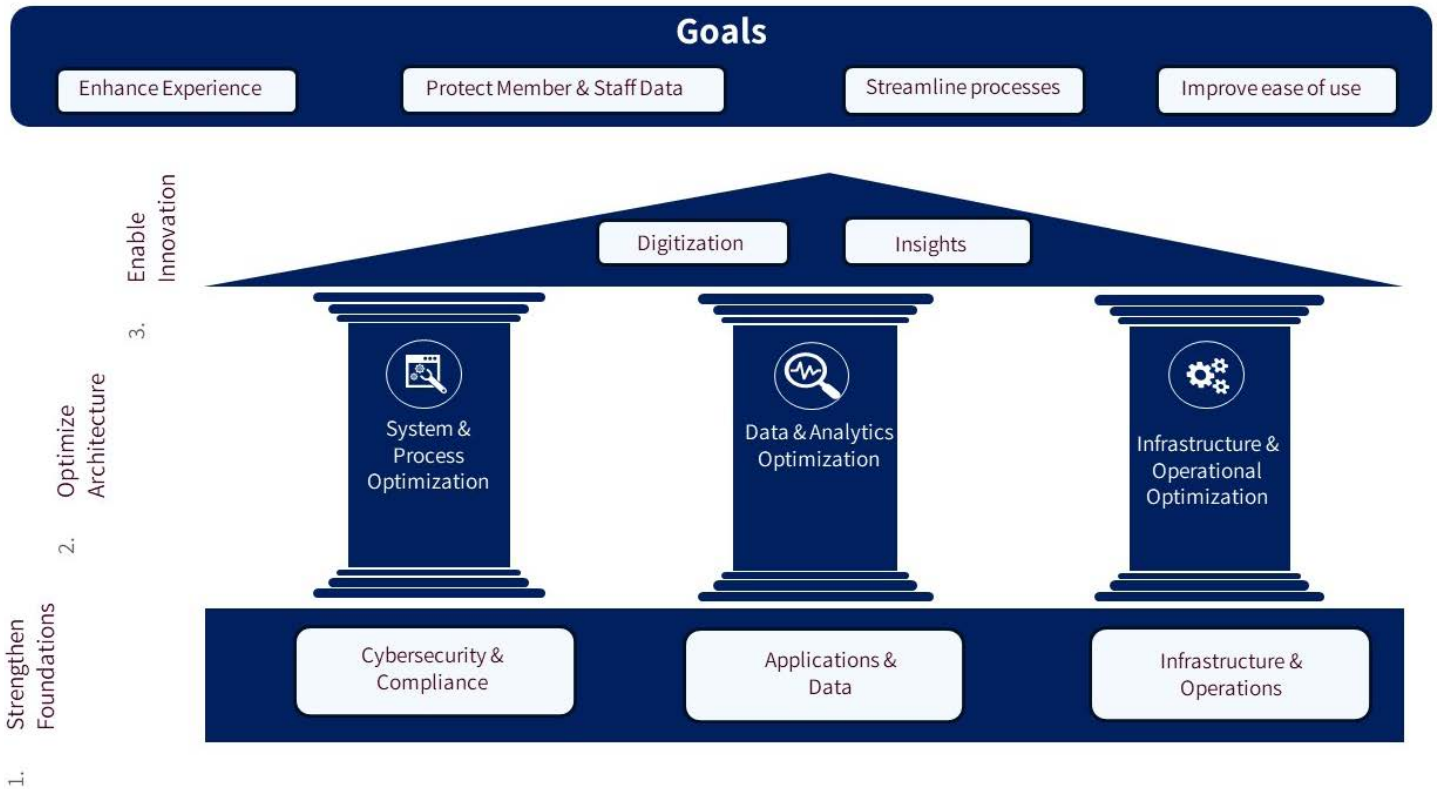 Goals
Enhance Experience
Protect Member & Staff Data
Streamline processes
Improve ease of use
3.
Enable
Innovation
Digitization
Insights
2.
Optimize
Architecture
System &
Process
Optimization
Data & Analytics
Optimization
Infrastructure &
Operational
Optimization
1.
Strengthen
Foundations
Cybersecurity &
Compliance
Applications &
Data
Infrastructure &
Operations